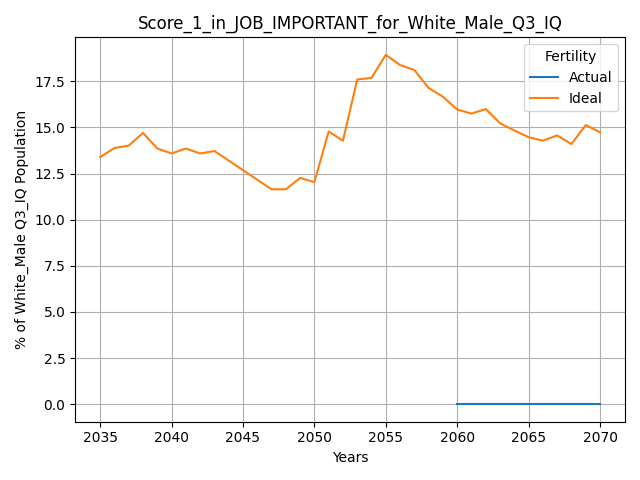 Score_1_in_JOB_IMPORTANT_for_White_Male_Q3_IQ
Fertility
Actual
Ideal
% of White_Male Q3_IQ Population
17.5
15.0
12.5
10.0
7.5
5.0
2.5
0.0
2035 2040 2045 2050 2055 2060 2065 2070
Years